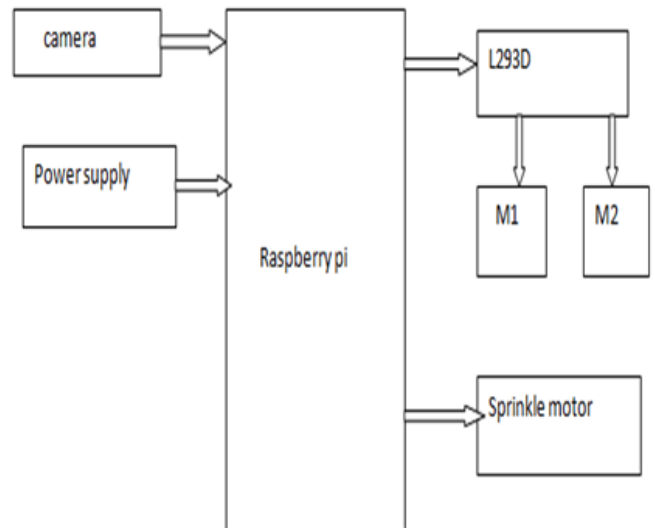 camera
L293D
Power supply
M1
M2
Raspberry pi
Sprinkle motor